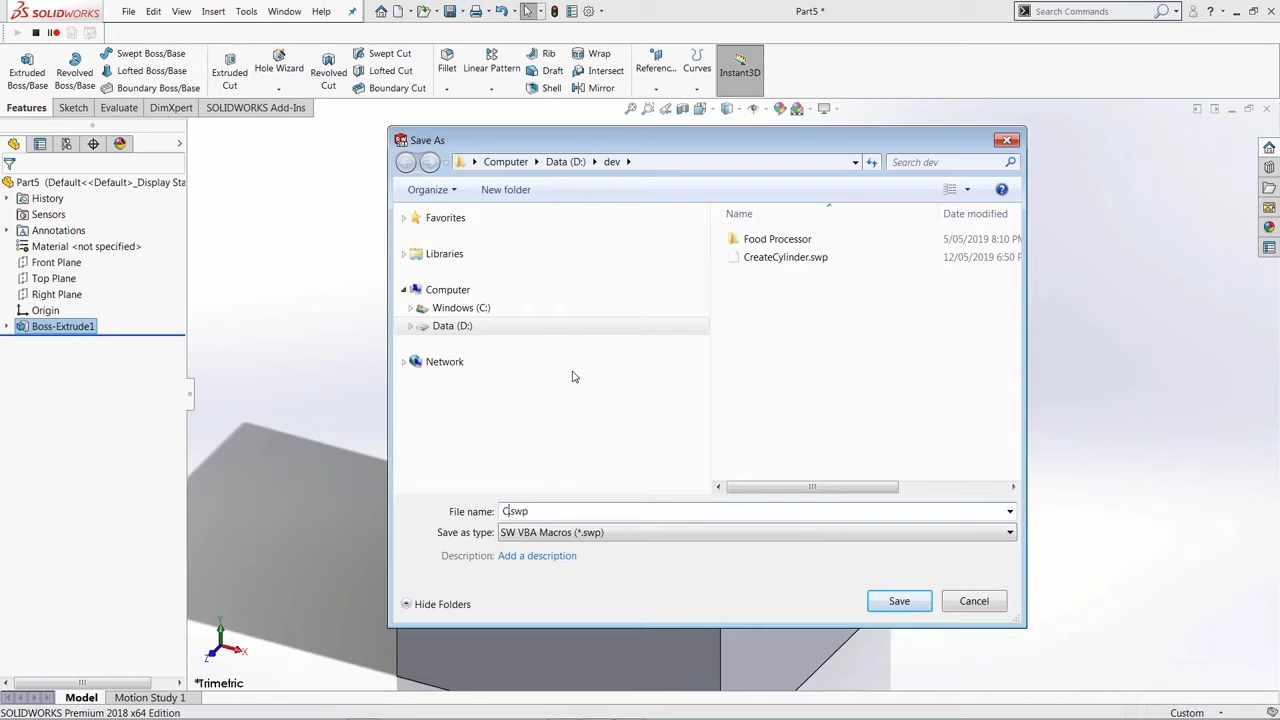 SOLIDWORKS File Edit View Insert Tools Window Help Part5 * Search Commands
Extruded Boss/Base
Revolved Boss/Base
Swept Boss/Base
Lofted Boss/Base
Boundary Boss/Base
Extruded Cut
Hole Wizard
Revolved Cut
Swept Cut
Lofted Cut
Boundary Cut
Fillet
Linear Pattern
Rib
Draft
Shell
Wrap
Intersect
Mirror
Referenc...
Curves
Instant3D
Features Sketch Evaluate DimXpert SOLIDWORKS Add-Ins
Part5 (Default<<Default>_Display Sta
History
Sensors
Annotations
Material <not specified>
Front Plane
Top Plane
Right Plane
Origin
Boss-Extrude1
Save As
Computer Data (D:) dev Search dev
Organize New folder
Favorites
Libraries
Computer
Windows (C:)
Data (D:)
Network
Name Date modified
Food Processor 5/05/2019 8:10 PM
CreateCylinder.swp 12/05/2019 6:50 P
File name: C.swp
Save as type: SW VBA Macros (*.swp)
Description: Add a description
Hide Folders Save Cancel
Y
X
Z
*Trimetric
Model Motion Study 1
SOLIDWORKS Premium 2018 x64 Edition Custom